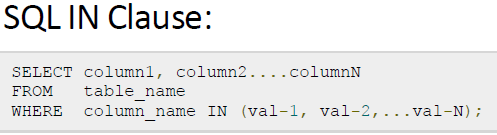 SQL IN Clause:
SELECT column1, column2....columnN
FROM   table_name
WHERE  column_name IN (val-1, val-2,...val-N);